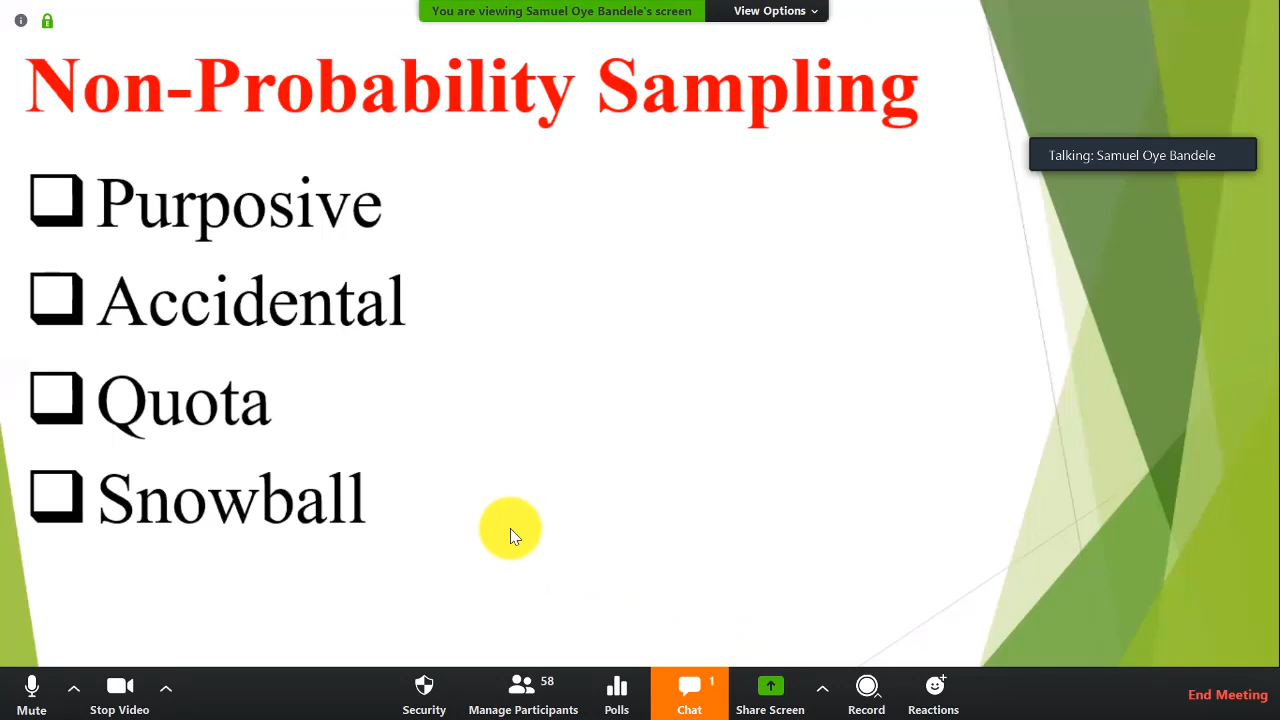 You are viewing Samuel Oye Bandele's screen
View Options
Non-Probability Sampling
Talking: Samuel Oye Bandele
Purposive
Accidental
Quota
Snowball
Mute
Stop Video
Security
58
Manage Participants
Polls
1
Chat
Share Screen
Record
Reactions
End Meeting